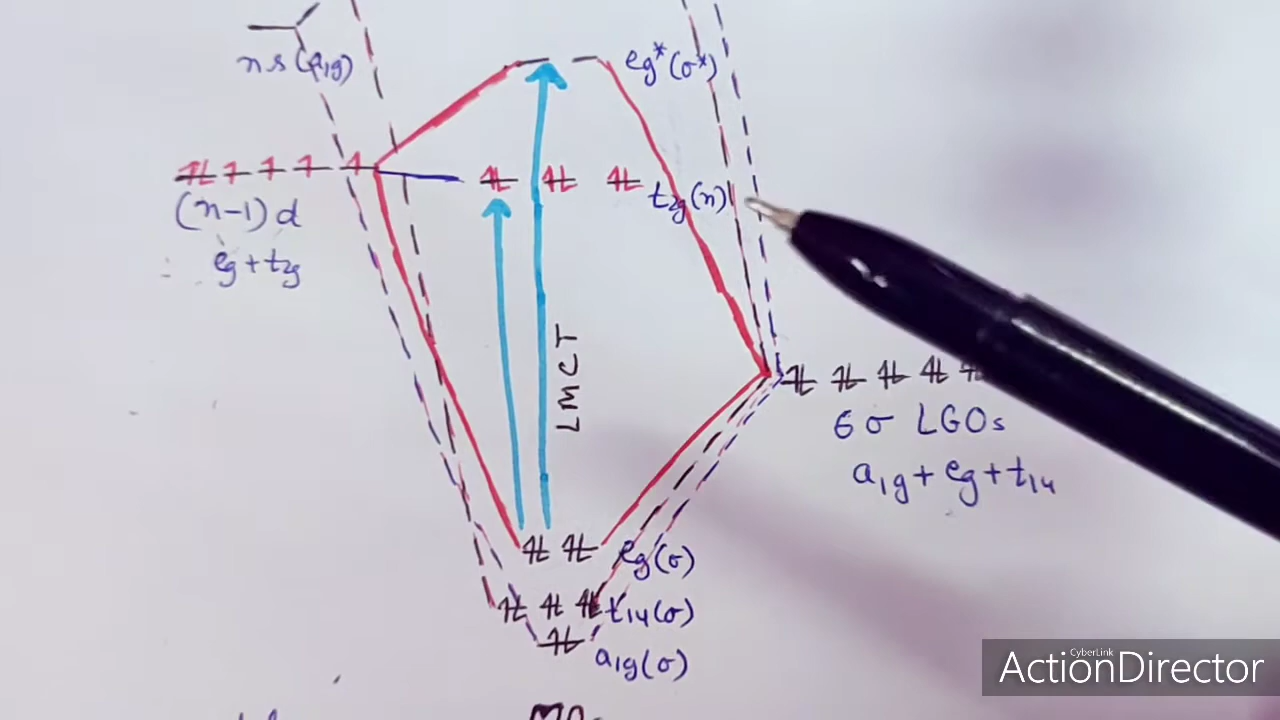 ns(a₁g)
eg*(σ*)
(n-1)d
t₂g(n)
eg+t₂g
LMCT
6σ LGOs
a₁g+eg+t₁u
eg(σ)
t₁u(σ)
a₁g(σ)
CyberLink
ActionDirector